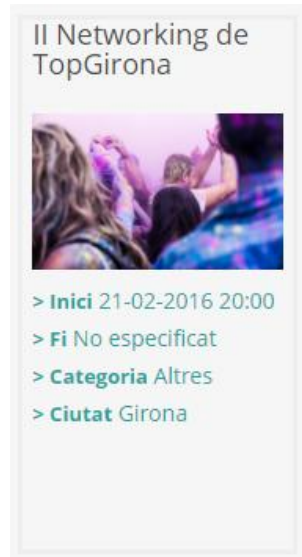 II Networking de
TopGirona
> Inici 21-02-2016 20:00
> Fi No especificat
> Categoria Altres
> Ciutat Girona